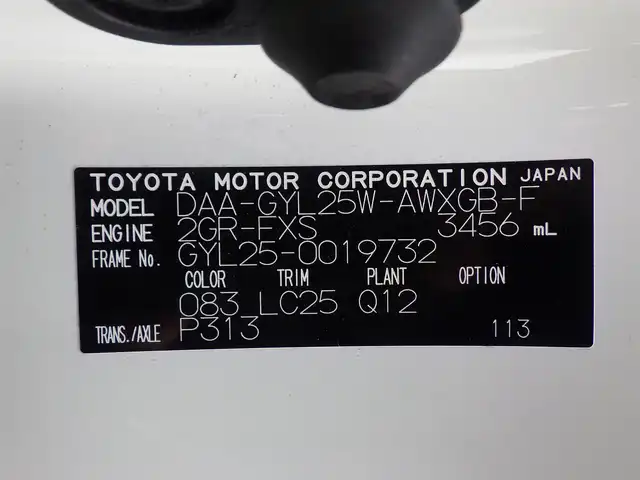 TOYOTA MOTOR CORPORATION JAPAN
MODEL DAA-GYL25W-AWXGB-F
ENGINE 2GR-FXS 3456 mL
FRAME No. GYL25-0019732
COLOR TRIM PLANT OPTION
083 LC25 Q12
TRANS./AXLE P313 113